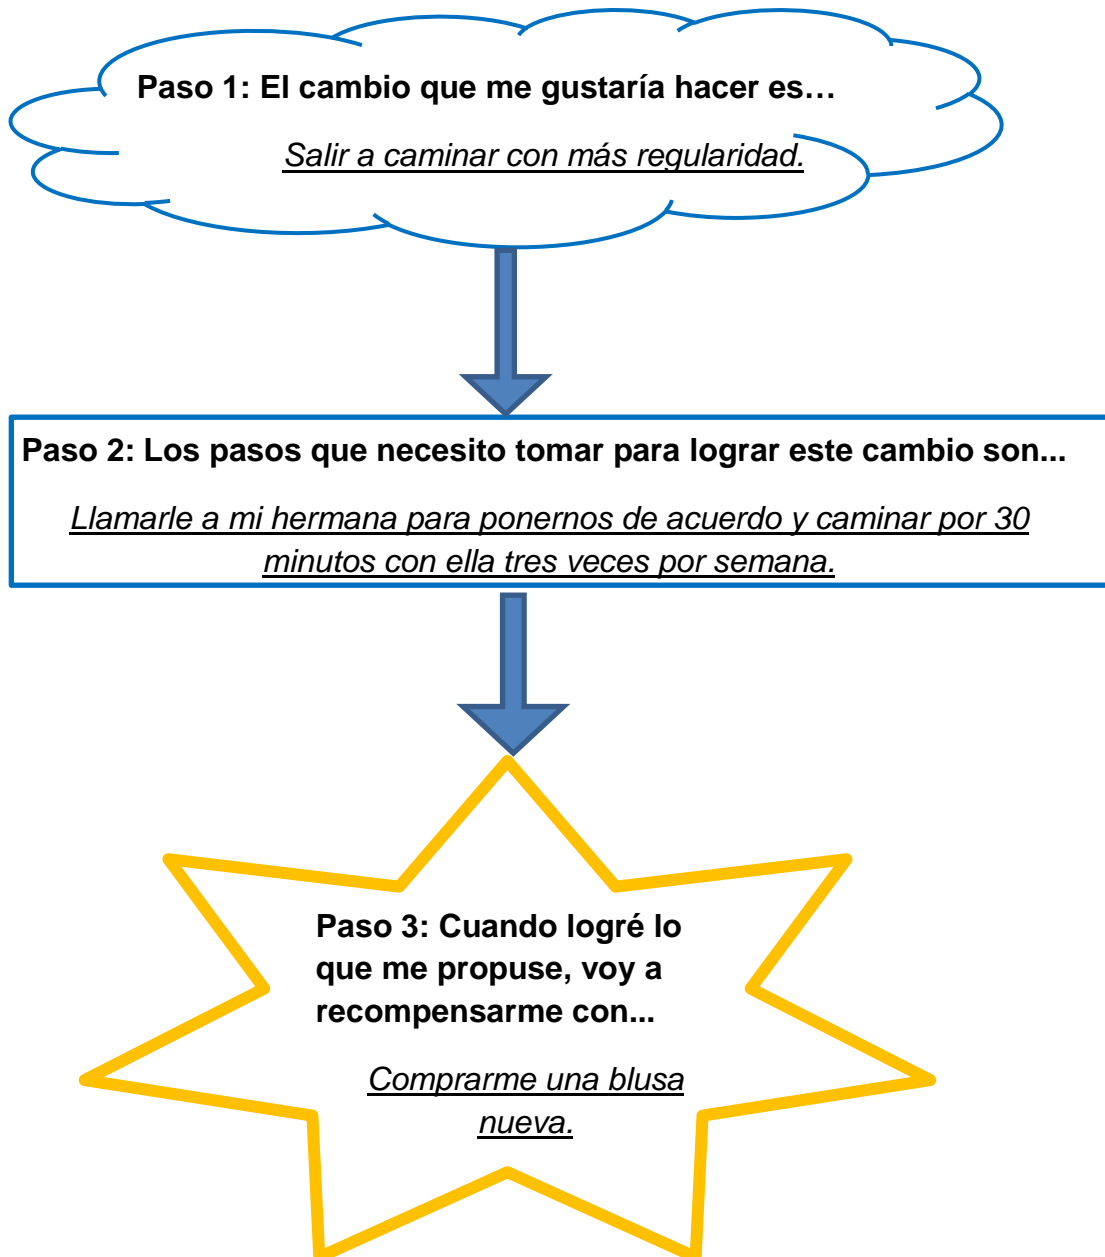 Paso 1: El cambio que me gustaría hacer es…
Salir a caminar con más regularidad.
Paso 2: Los pasos que necesito tomar para lograr este cambio son...
Llamarle a mi hermana para ponernos de acuerdo y caminar por 30
minutos con ella tres veces por semana.
Paso 3: Cuando logré lo
que me propuse, voy a
recompensarme con...
Comprarme una blusa
nueva.